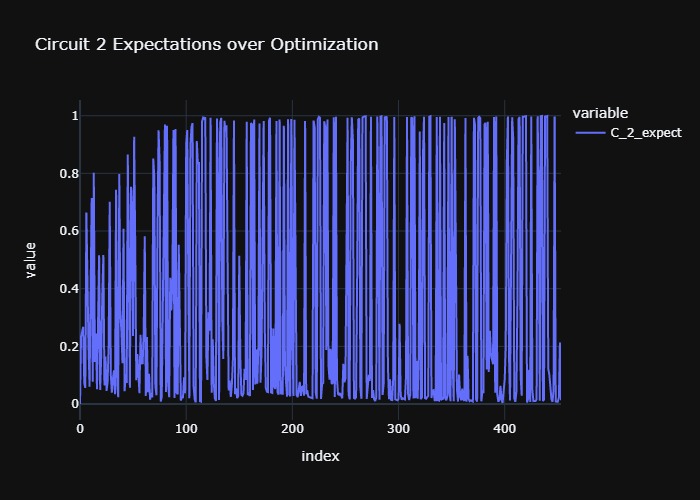 Circuit 2 Expectations over Optimization
variable
C_2_expect
1
0.8
0.6
0.4
0.2
0
value
0
100
200
300
400
index